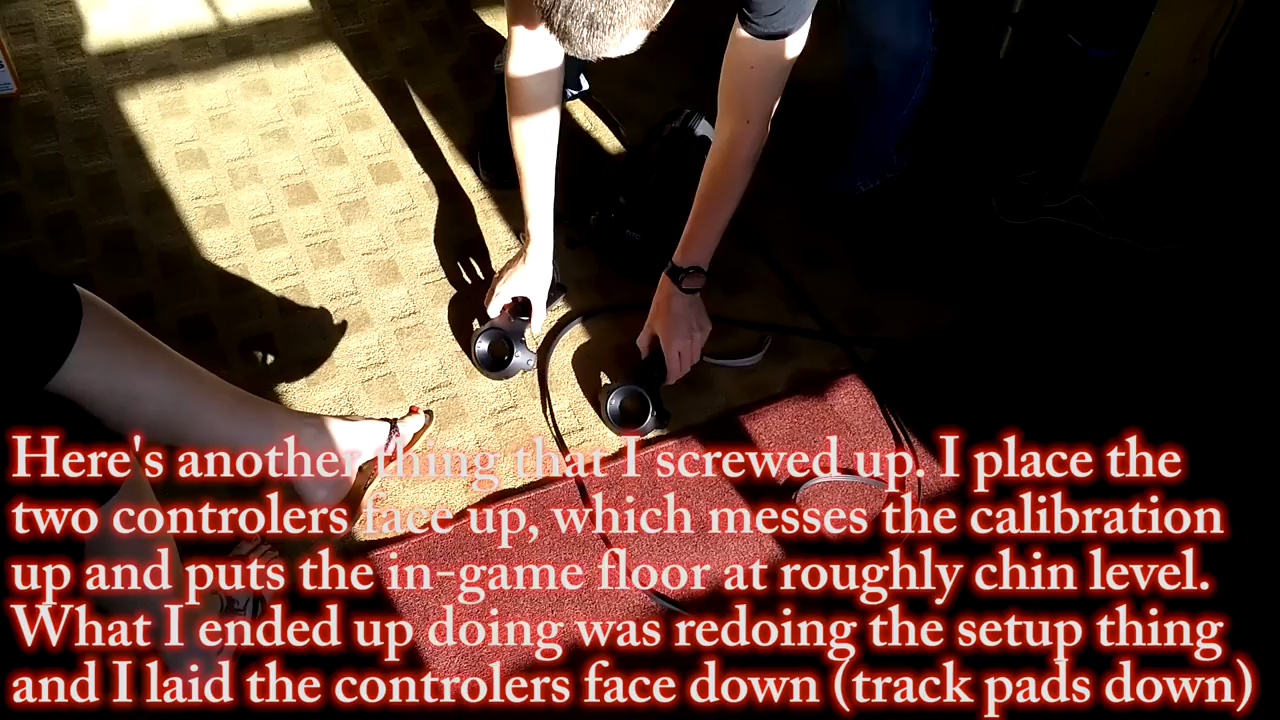 Here's another thing that I screwed up. I place the
two controlers face up, which messes the calibration
up and puts the in-game floor at roughly chin level.
What I ended up doing was redoing the setup thing
and I laid the controlers face down (track pads down)